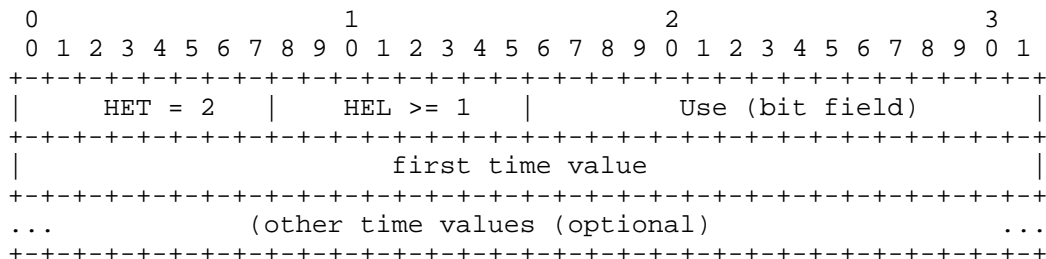 0                   1                   2                   3
 0 1 2 3 4 5 6 7 8 9 0 1 2 3 4 5 6 7 8 9 0 1 2 3 4 5 6 7 8 9 0 1
+-+-+-+-+-+-+-+-+-+-+-+-+-+-+-+-+-+-+-+-+-+-+-+-+-+-+-+-+-+-+-+-+
|     HET = 2   |    HEL >= 1   |         Use (bit field)       |
+-+-+-+-+-+-+-+-+-+-+-+-+-+-+-+-+-+-+-+-+-+-+-+-+-+-+-+-+-+-+-+-+
|                       first time value                        |
+-+-+-+-+-+-+-+-+-+-+-+-+-+-+-+-+-+-+-+-+-+-+-+-+-+-+-+-+-+-+-+-+
...            (other time values (optional)                  ...
+-+-+-+-+-+-+-+-+-+-+-+-+-+-+-+-+-+-+-+-+-+-+-+-+-+-+-+-+-+-+-+-+